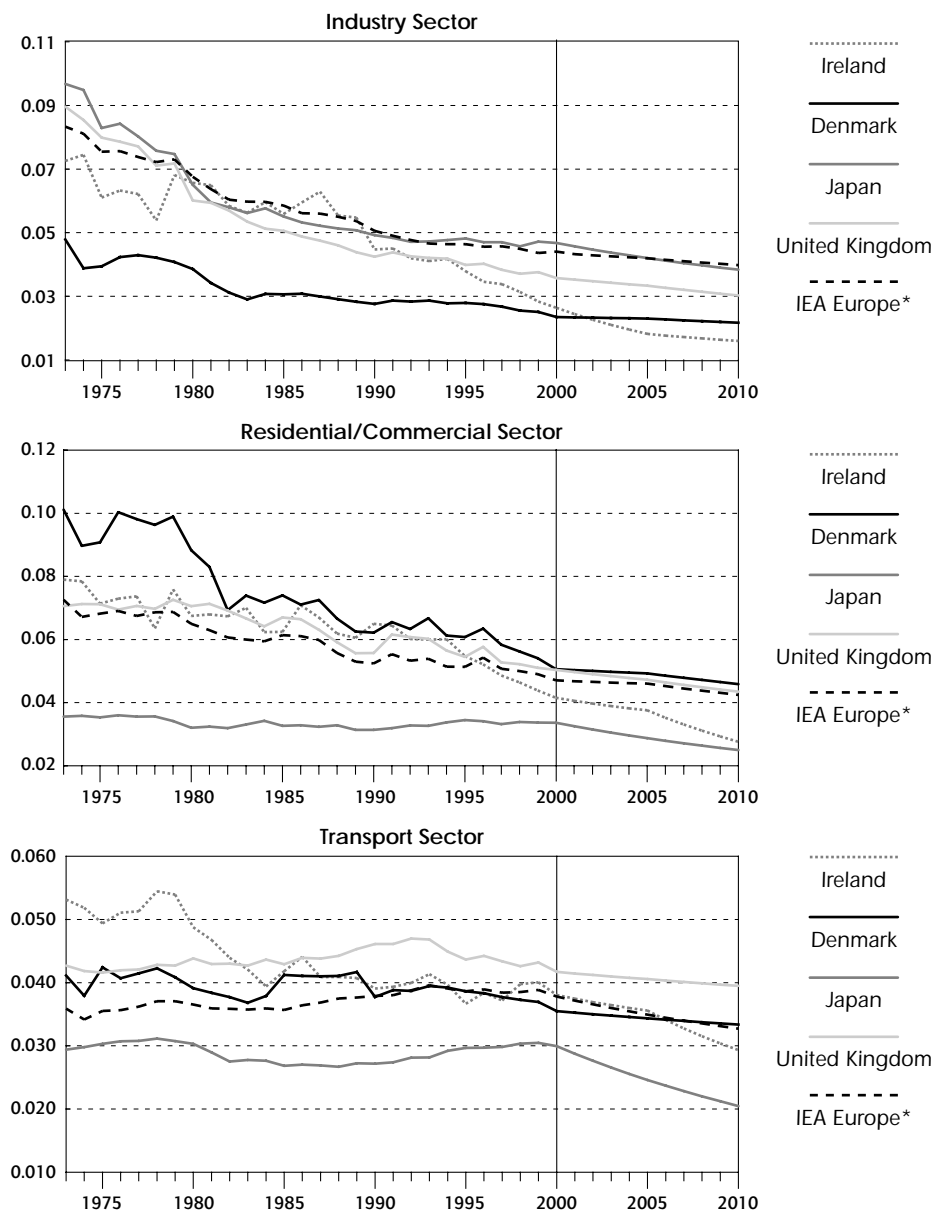 Industry Sector
0.11
0.09
0.07
0.05
0.03
0.01
1975 1980 1985 1990 1995 2000 2005 2010
Ireland
Denmark
Japan
United Kingdom
IEA Europe*
Residential/Commercial Sector
0.12
0.10
0.08
0.06
0.04
0.02
1975 1980 1985 1990 1995 2000 2005 2010
Ireland
Denmark
Japan
United Kingdom
IEA Europe*
Transport Sector
0.060
0.050
0.040
0.030
0.020
0.010
1975 1980 1985 1990 1995 2000 2005 2010
Ireland
Denmark
Japan
United Kingdom
IEA Europe*